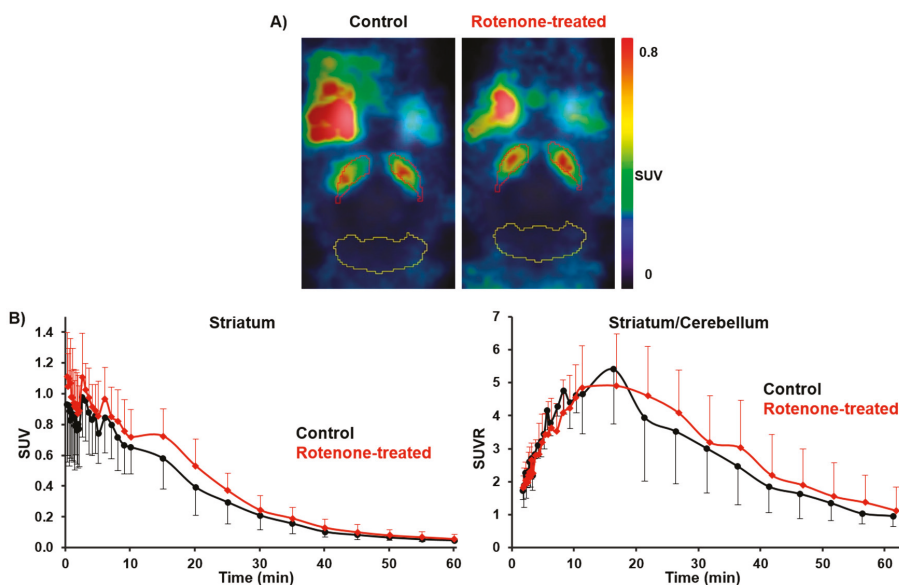 A) Control Rotenone-treated
0.8
SUV
0
B)
Striatum
1.4
1.2
1.0
0.8
0.6
0.4
0.2
0.0
SUV
Control
Rotenone-treated
0 10 20 30 40 50 60
Time (min)
Striatum/Cerebellum
7
6
5
4
3
2
1
0
SUVR
Control
Rotenone-treated
0 10 20 30 40 50 60
Time (min)